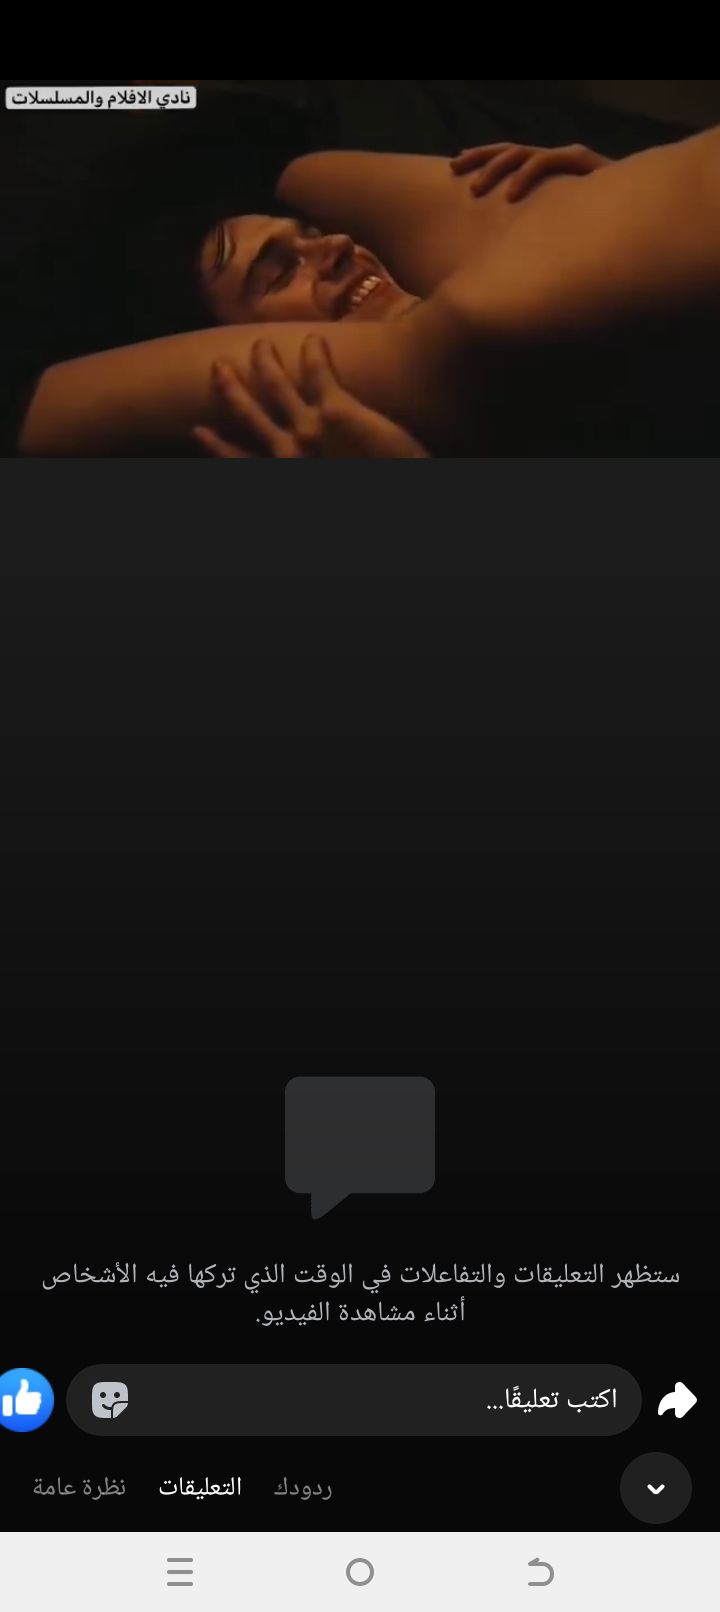 نادي الافلام والمسلسلات
ستظهر التعليقات والتفاعلات في الوقت الذي تركها فيه الأشخاص
أثناء مشاهدة الفيديو.
اكتب تعليقًا...
ردودك
التعليقات
نظرة عامة